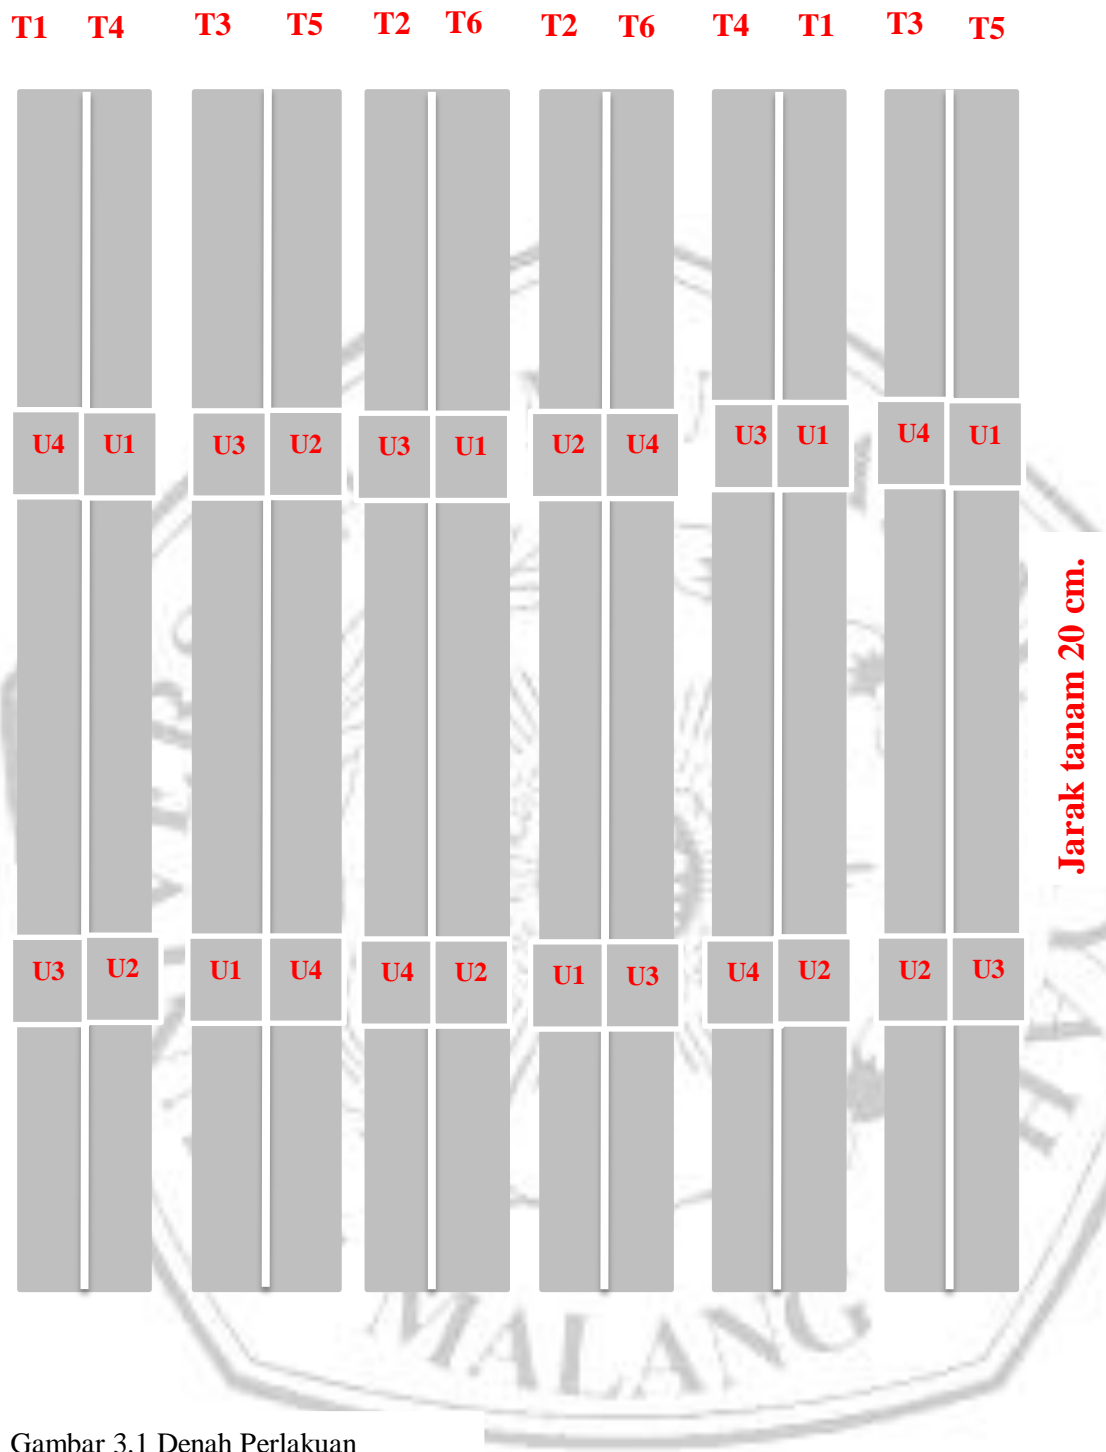 T1 T4 T3 T5 T2 T6 T2 T6 T4 T1 T3 T5
U4 U1 U3 U2 U3 U1 U2 U4 U3 U1 U4 U1
Jarak tanam 20 cm.
U3 U2 U1 U4 U4 U2 U1 U3 U4 U2 U2 U3
MALANG
Gambar 3.1 Denah Perlakuan